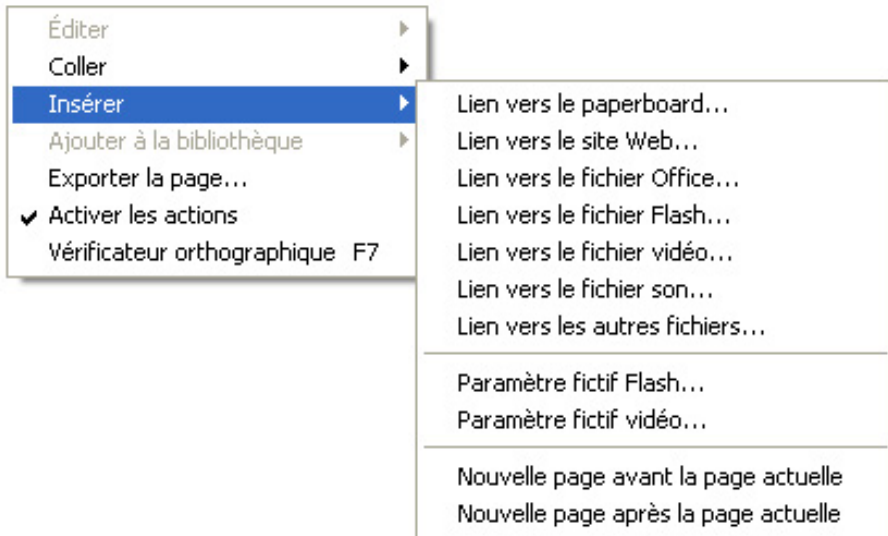 Éditer
Coller
Insérer
Ajouter à la bibliothèque
Exporter la page...
Activer les actions
Vérificateur orthographique F7
Lien vers le paperboard...
Lien vers le site Web...
Lien vers le fichier Office...
Lien vers le fichier Flash...
Lien vers le fichier vidéo...
Lien vers le fichier son...
Lien vers les autres fichiers...
Paramètre fictif Flash...
Paramètre fictif vidéo...
Nouvelle page avant la page actuelle
Nouvelle page après la page actuelle